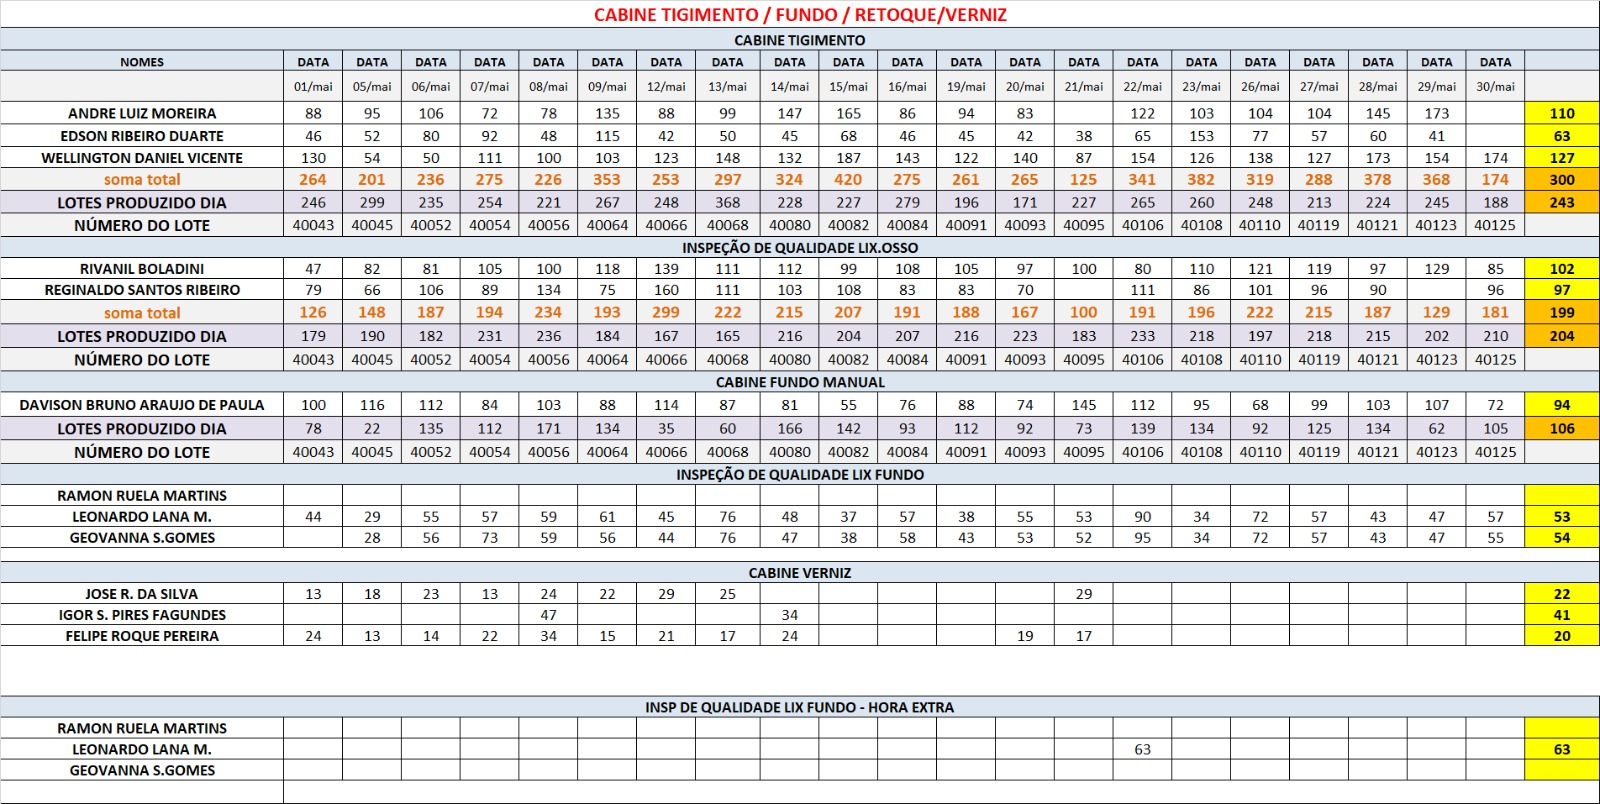 CABINE TIGIMENTO / FUNDO / RETOQUE/VERNIZ
CABINE TIGIMENTO
NOMES DATA DATA DATA DATA DATA DATA DATA DATA DATA DATA DATA DATA DATA DATA DATA DATA DATA DATA DATA DATA DATA
01/mai 05/mai 06/mai 07/mai 08/mai 09/mai 12/mai 13/mai 14/mai 15/mai 16/mai 19/mai 20/mai 21/mai 22/mai 23/mai 26/mai 27/mai 28/mai 29/mai 30/mai
ANDRE LUIZ MOREIRA 88 95 106 72 78 135 88 99 147 165 86 94 83 122 103 104 104 145 173 110
EDSON RIBEIRO DUARTE 46 52 80 92 48 115 42 50 45 68 46 45 42 38 65 153 77 57 60 41 63
WELLINGTON DANIEL VICENTE 130 54 50 111 100 103 123 148 132 187 143 122 140 87 154 126 138 127 173 154 174 127
soma total 264 201 236 275 226 353 253 297 324 420 275 261 265 125 341 382 319 288 378 368 174 300
LOTES PRODUZIDO DIA 246 299 235 254 221 267 248 368 228 227 279 196 171 227 265 260 248 213 224 245 188 243
NÚMERO DO LOTE 40043 40045 40052 40054 40056 40064 40066 40068 40080 40082 40084 40091 40093 40095 40106 40108 40110 40119 40121 40123 40125
INSPEÇÃO DE QUALIDADE LIX.OSSO
RIVANIL BOLADINI 47 82 81 105 100 118 139 111 112 99 108 105 97 100 80 110 121 119 97 129 85 102
REGINALDO SANTOS RIBEIRO 79 66 106 89 134 75 160 111 103 108 83 83 70 111 86 101 96 90 96 97
soma total 126 148 187 194 234 193 299 222 215 207 191 188 167 100 191 196 222 215 187 129 181 199
LOTES PRODUZIDO DIA 179 190 182 231 236 184 167 165 216 204 207 216 223 183 233 218 197 218 215 202 210 204
NÚMERO DO LOTE 40043 40045 40052 40054 40056 40064 40066 40068 40080 40082 40084 40091 40093 40095 40106 40108 40110 40119 40121 40123 40125
CABINE FUNDO MANUAL
DAVISON BRUNO ARAUJO DE PAULA 100 116 112 84 103 88 114 87 81 55 76 88 74 145 112 95 68 99 103 107 72 94
LOTES PRODUZIDO DIA 78 22 135 112 171 134 35 60 166 142 93 112 92 73 139 134 92 125 134 62 105 106
NÚMERO DO LOTE 40043 40045 40052 40054 40056 40064 40066 40068 40080 40082 40084 40091 40093 40095 40106 40108 40110 40119 40121 40123 40125
INSPEÇÃO DE QUALIDADE LIX FUNDO
RAMON RUELA MARTINS
LEONARDO LANA M. 44 29 55 57 59 61 45 76 48 37 57 38 55 53 90 34 72 57 43 47 57 53
GEOVANNA S.GOMES 28 56 73 59 56 44 76 47 38 58 43 53 52 95 34 72 57 43 47 55 54
CABINE VERNIZ
JOSE R. DA SILVA 13 18 23 13 24 22 29 25 29 22
IGOR S. PIRES FAGUNDES 47 34 41
FELIPE ROQUE PEREIRA 24 13 14 22 34 15 21 17 24 19 17 20
INSP DE QUALIDADE LIX FUNDO - HORA EXTRA
RAMON RUELA MARTINS
LEONARDO LANA M. 63 63
GEOVANNA S.GOMES